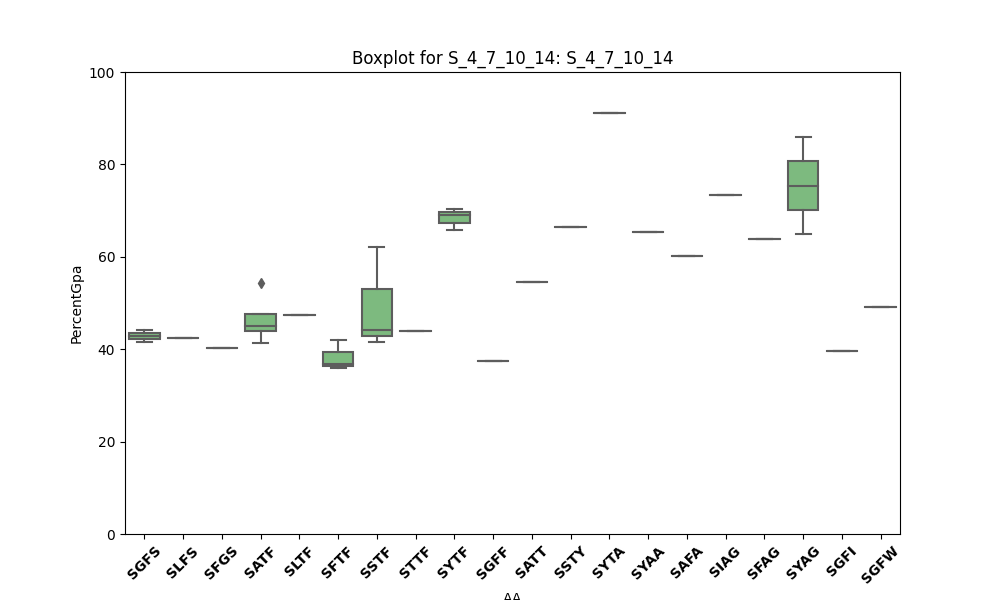 Boxplot for S_4_7_10_14: S_4_7_10_14
100
80
60
40
20
0
PercentGpa
SGFS SLFS SFGS SATF SLTF SFTF SSTF STTF SYTF SGFF SATT SSTY SYTA SYAA SAFA SIAG SFAG SYAG SGFI SGFW
AA